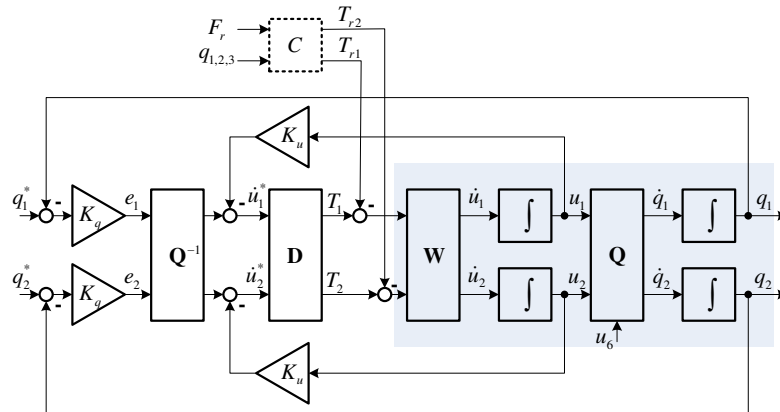 F_r C T_{r2}
q_{1,2,3} T_{r1}
K_u
q_1^* - K_q e_1 Q^{-1} - \dot{u}_1^* D T_1 - W \dot{u}_1 ∫ u_1 Q \dot{q}_1 ∫ q_1
q_2^* - K_q e_2 - \dot{u}_2^* T_2 - \dot{u}_2 ∫ u_2 \dot{q}_2 ∫ q_2
u_6
K_u